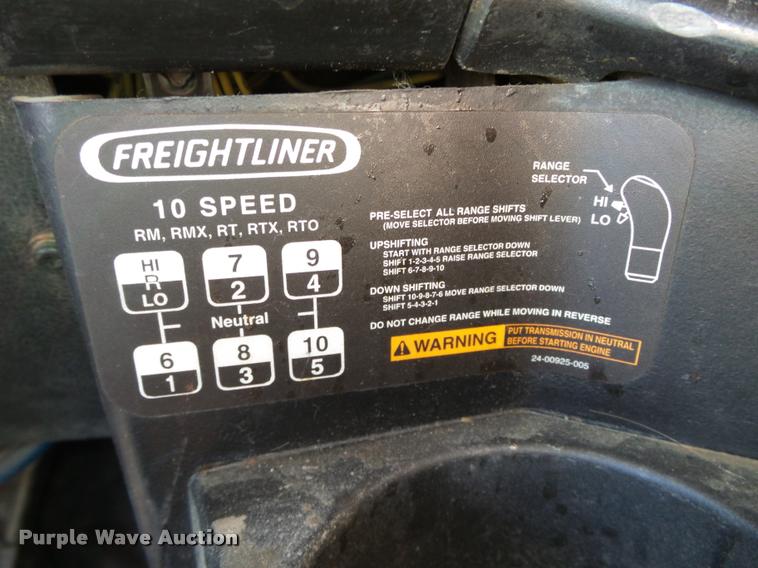 FREIGHTLINER
10 SPEED
RM, RMX, RT, RTX, RTO
HI
R
LO
7
2
9
4
Neutral
6
1
8
3
10
5
PRE-SELECT ALL RANGE SHIFTS
(MOVE SELECTOR BEFORE MOVING SHIFT LEVER)
UPSHIFTING
START WITH RANGE SELECTOR DOWN
SHIFT 1-2-3-4-5 RAISE RANGE SELECTOR
SHIFT 6-7-8-9-10
DOWN SHIFTING
SHIFT 10-9-8-7-6 MOVE RANGE SELECTOR DOWN
SHIFT 5-4-3-2-1
DO NOT CHANGE RANGE WHILE MOVING IN REVERSE
WARNING
PUT TRANSMISSION IN NEUTRAL
BEFORE STARTING ENGINE
24-00925-005
RANGE
SELECTOR
HI
LO
Purple Wave Auction